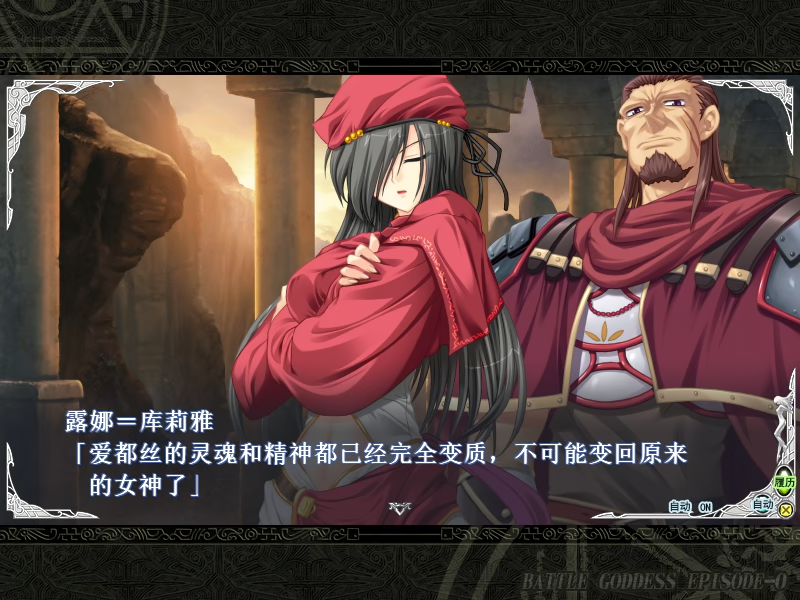 露娜＝库莉雅
「爱都丝的灵魂和精神都已经完全变质，不可能变回原来
的女神了」
履历
自动 ON
自动
BATTLE GODDESS EPISODE-0